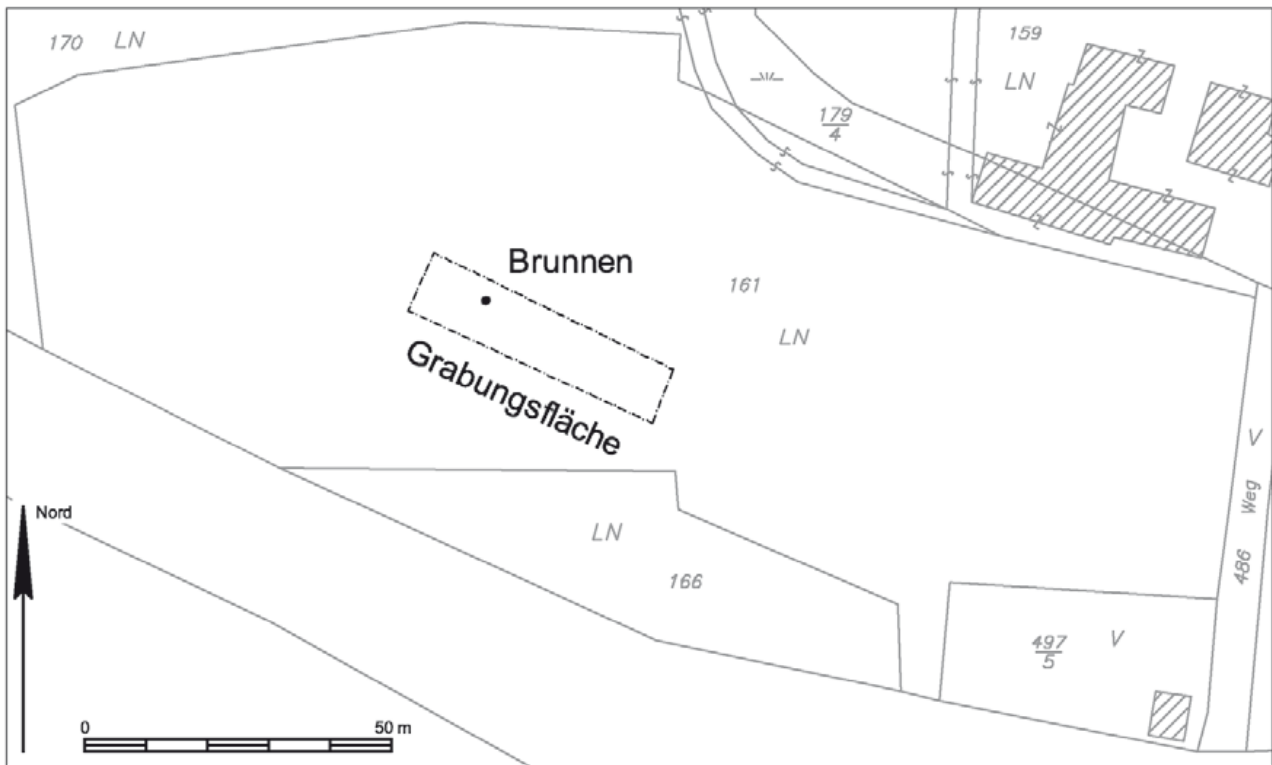 170 LN
159
LN
179
4
Brunnen
161
LN
Grabungsfläche
V
Weg
486
Nord
LN
166
497
5
V
0 50 m